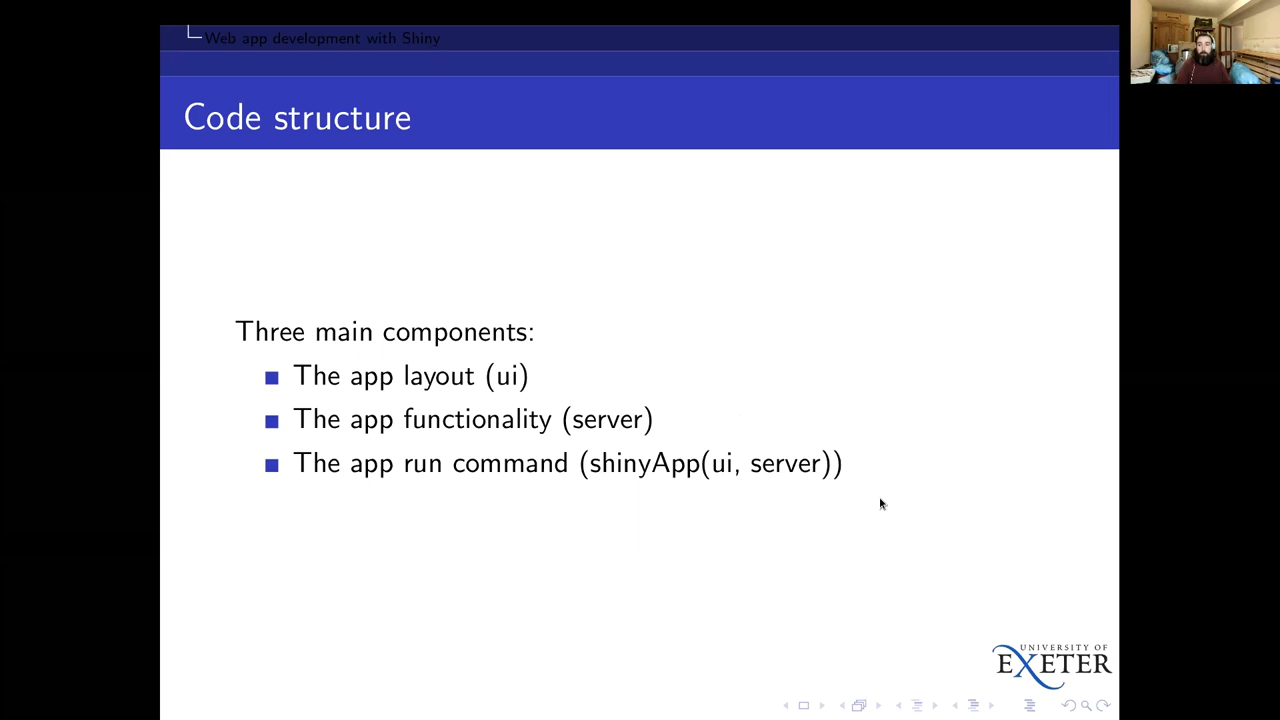 Web app development with Shiny
Code structure
Three main components:
The app layout (ui)
The app functionality (server)
The app run command (shinyApp(ui, server))
UNIVERSITY OF
EXETER